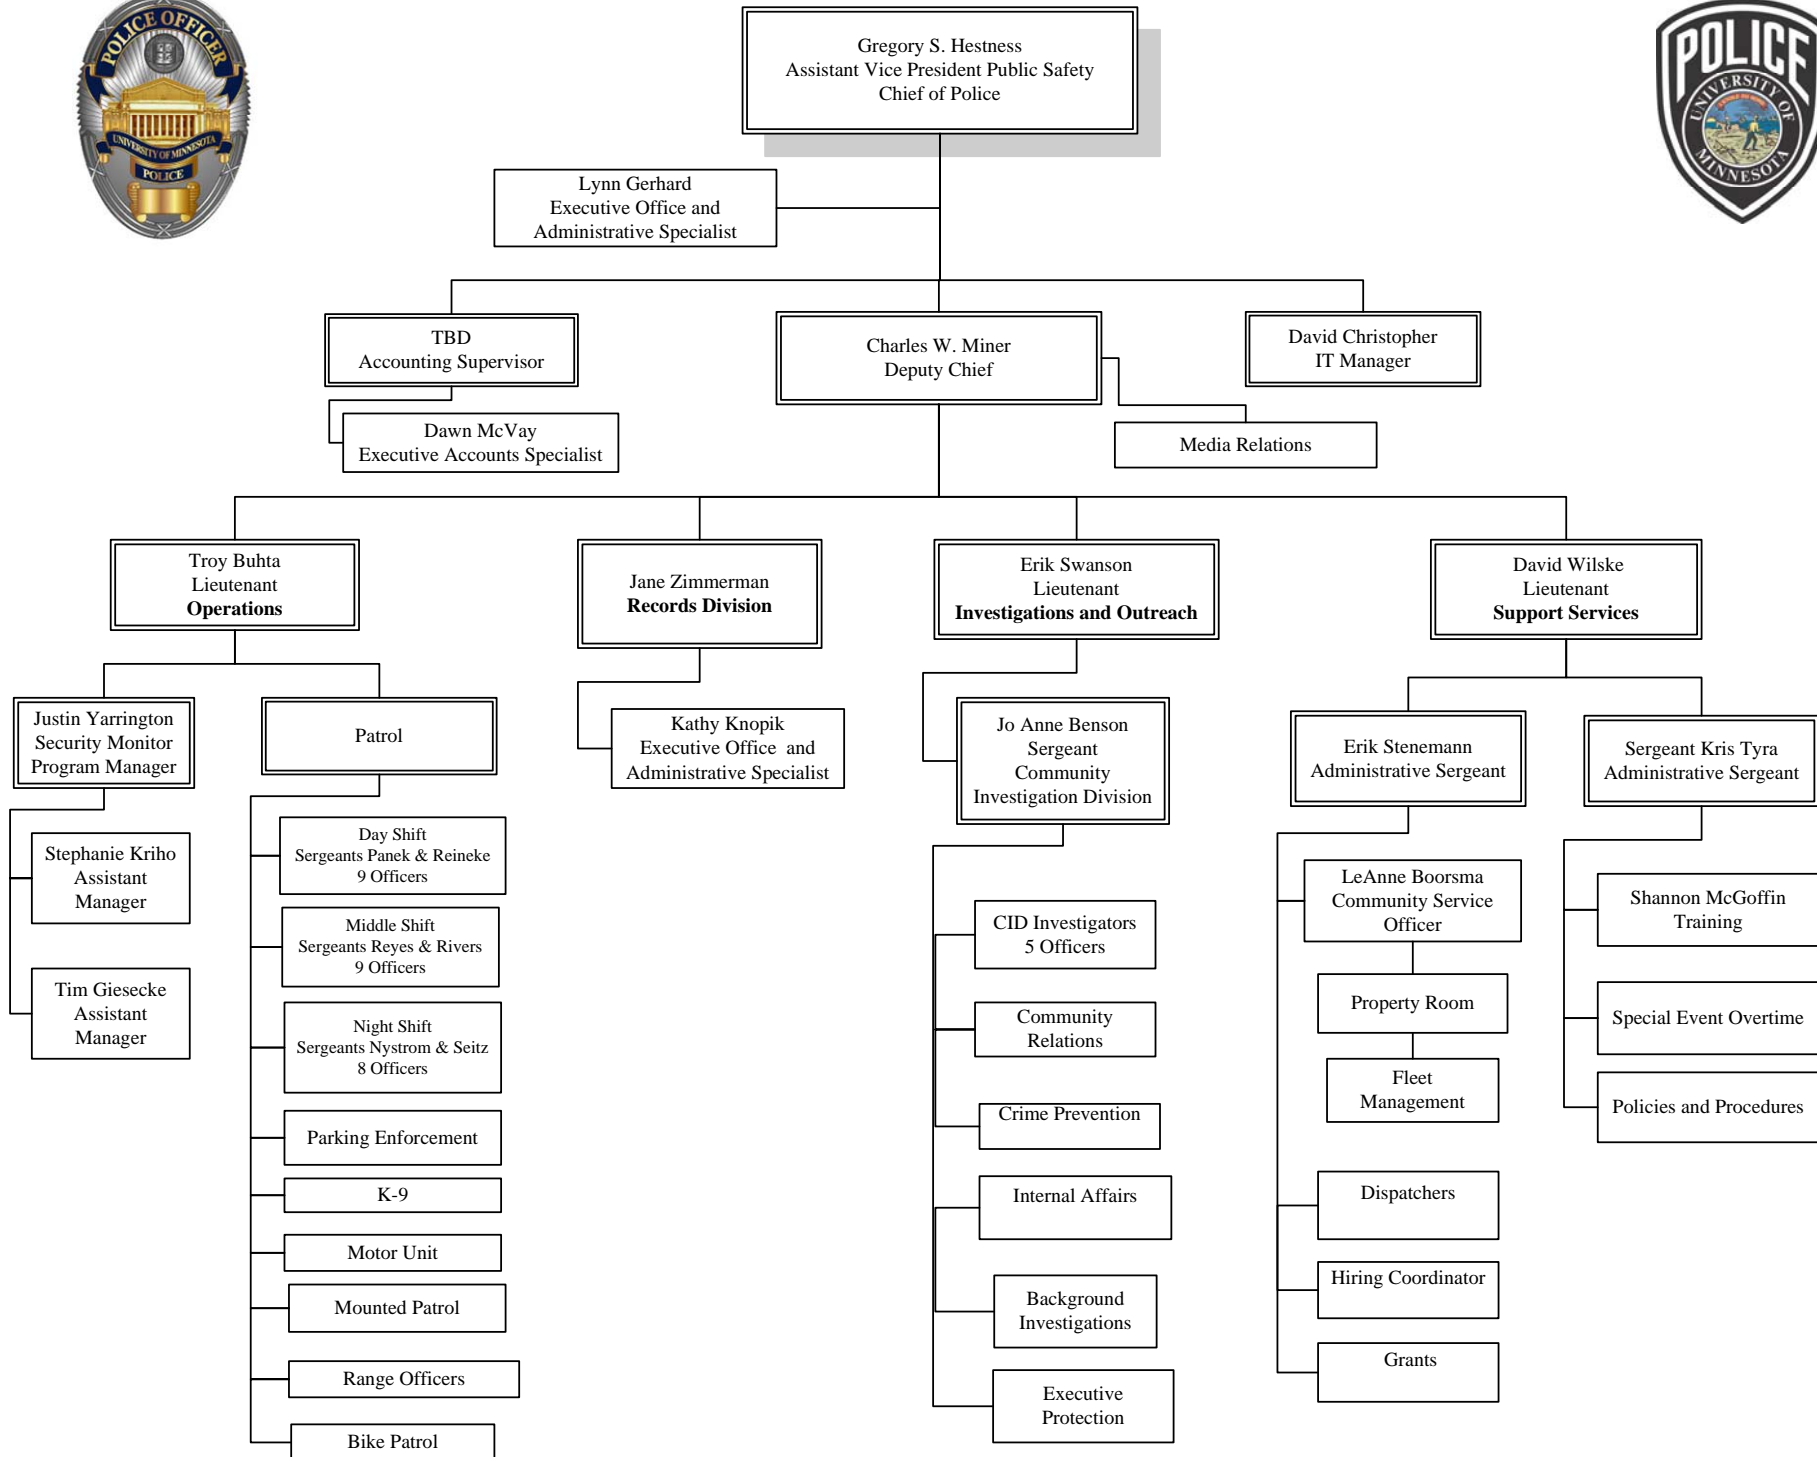 POLICE OFFICER
UNIVERSITY OF MINNESOTA
POLICE
POLICE
UNIVERSITY OF
MINNESOTA
Gregory S. Hestness
Assistant Vice President Public Safety
Chief of Police
Lynn Gerhard
Executive Office and
Administrative Specialist
TBD
Accounting Supervisor
Charles W. Miner
Deputy Chief
David Christopher
IT Manager
Dawn McVay
Executive Accounts Specialist
Media Relations
Troy Buhta
Lieutenant
Operations
Jane Zimmerman
Records Division
Erik Swanson
Lieutenant
Investigations and Outreach
David Wilske
Lieutenant
Support Services
Justin Yarrington
Security Monitor
Program Manager
Patrol
Kathy Knopik
Executive Office and
Administrative Specialist
Jo Anne Benson
Sergeant
Community
Investigation Division
Erik Stenemann
Administrative Sergeant
Sergeant Kris Tyra
Administrative Sergeant
Stephanie Kriho
Assistant
Manager
Tim Giesecke
Assistant
Manager
Day Shift
Sergeants Panek & Reineke
9 Officers
Middle Shift
Sergeants Reyes & Rivers
9 Officers
Night Shift
Sergeants Nystrom & Seitz
8 Officers
Parking Enforcement
K-9
Motor Unit
Mounted Patrol
Range Officers
Bike Patrol
CID Investigators
5 Officers
Community
Relations
Crime Prevention
Internal Affairs
Background
Investigations
Executive
Protection
LeAnne Boorsma
Community Service
Officer
Property Room
Fleet
Management
Dispatchers
Hiring Coordinator
Grants
Shannon McGoffin
Training
Special Event Overtime
Policies and Procedures